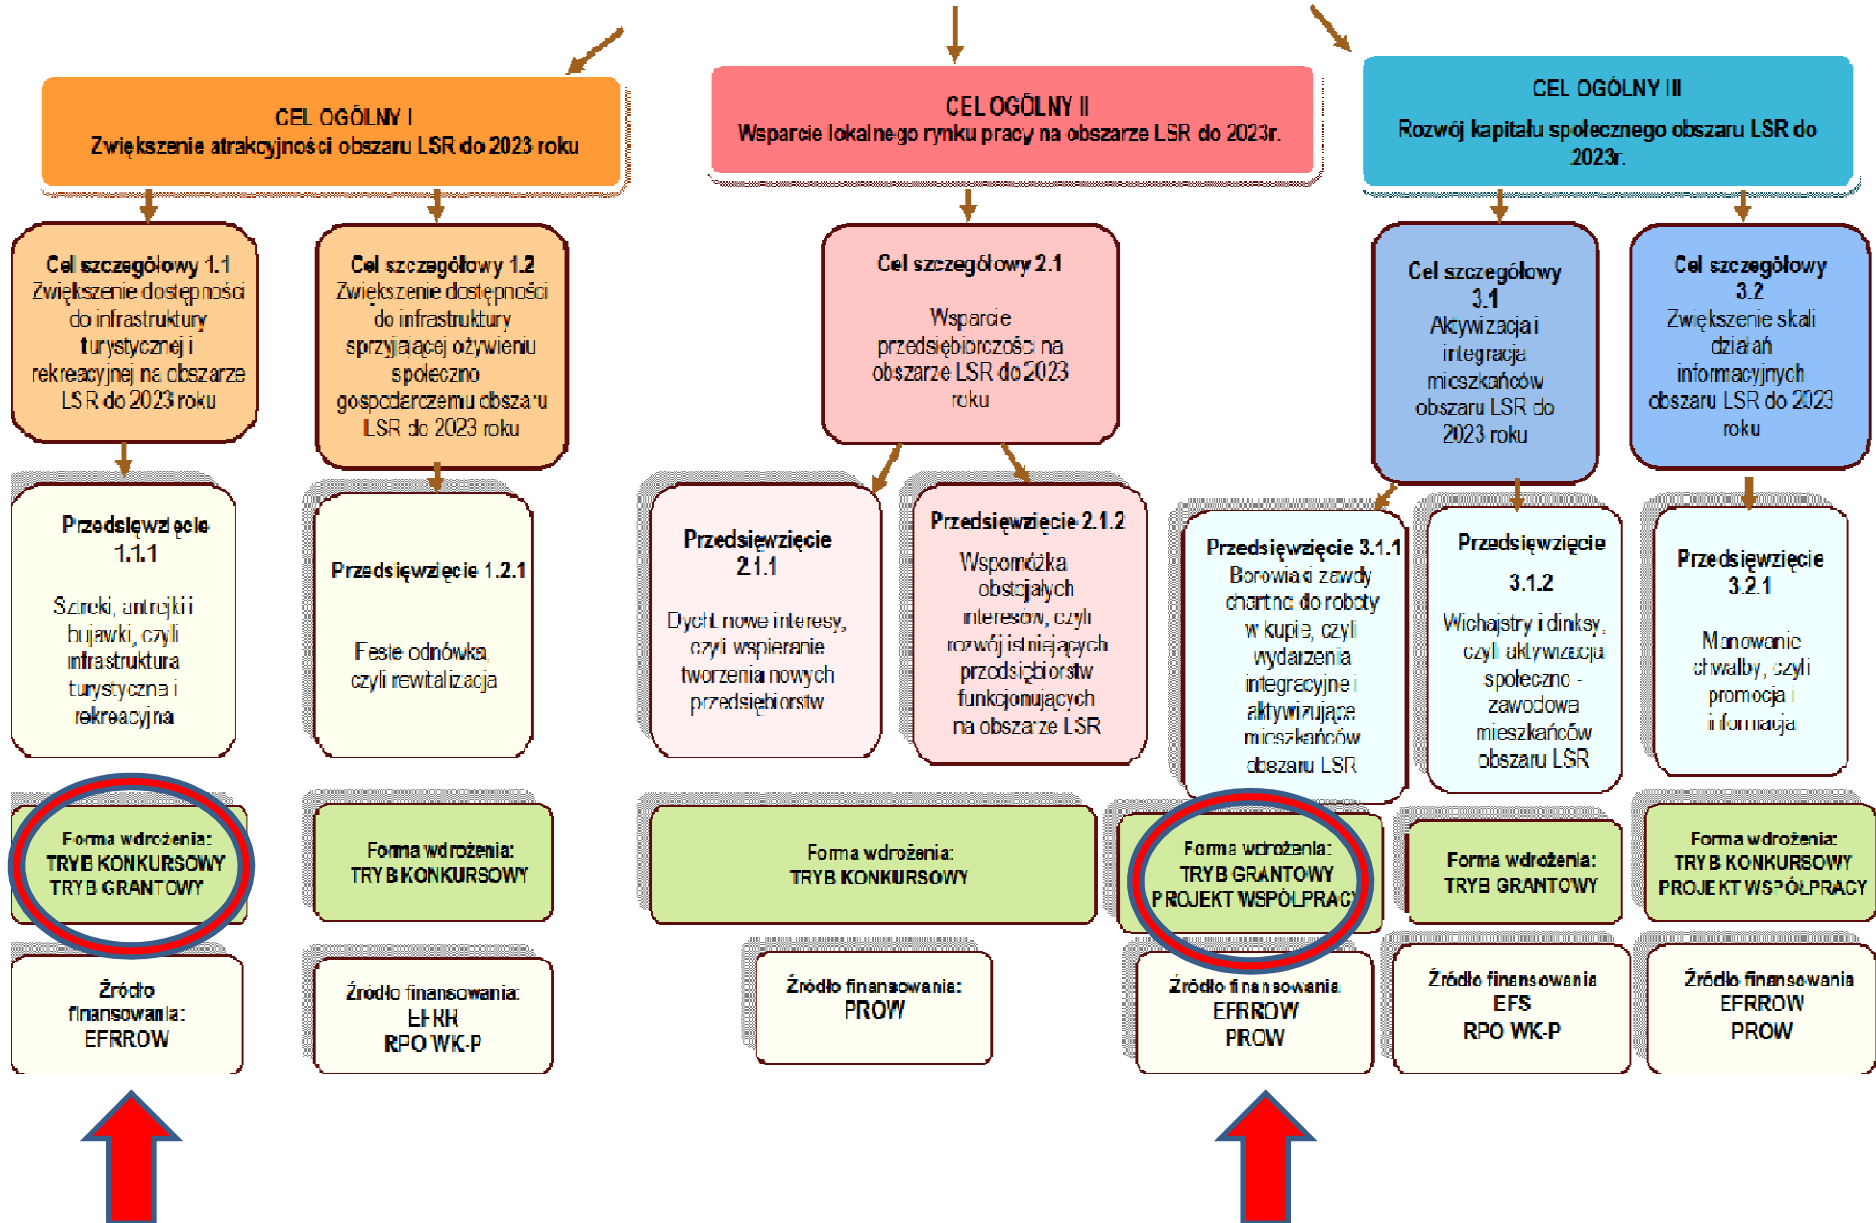 CEL OGÓLNY I
Zwiększenie atrakcyjności obszaru LSR do 2023 roku
CEL OGÓLNY II
Wsparcie lokalnego rynku pracy na obszarze LSR do 2023r.
CEL OGÓLNY III
Rozwój kapitału społecznego obszaru LSR do
2023r.
Cel szczegółowy 1.1
Zwiększenie dostępności
do infrastruktury
turystycznej i
rekreacyjnej na obszarze
LSR do 2023 roku
Cel szczegółowy 1.2
Zwiększenie dostępności
do infrastruktury
sprzyjającej ożywieniu
społeczno
gospodarczemu obszaru
LSR do 2023 roku
Cel szczegółowy 2.1
Wsparcie
przedsiębiorczości na
obszarze LSR do 2023
roku
Cel szczegółowy
3.1
Aktywizacja i
integracja
mieszkańców
obszaru LSR do
2023 roku
Cel szczegółowy
3.2
Zwiększenie skali
działań
informacyjnych
obszaru LSR do 2023
roku
Przedsięwzięcie
1.1.1
Sztreki, antrejki i
bujawki, czyli
infrastruktura
turystyczna i
rekreacyjna
Przedsięwzięcie 1.2.1
Feste odnówka,
czyli rewitalizacja
Przedsięwzięcie
2.1.1
Dycht nowe interesy,
czyli wspieranie
tworzenia nowych
przedsiębiorstw
Przedsięwzięcie 2.1.2
Wspomóżka
obstojałych
interesów, czyli
rozwój istniejących
przedsiębiorstw
funkcjonujących
na obszarze LSR
Przedsięwzięcie 3.1.1
Borowiaki zawdy
chartne do roboty
w kupie, czyli
wydarzenia
integracyjne i
aktywizujące
mieszkańców
obszaru LSR
Przedsięwzięcie
3.1.2
Wichajstry i dinksy,
czyli aktywizacja
społeczno -
zawodowa
mieszkańców
obszaru LSR
Przedsięwzięcie
3.2.1
Manowanie
chwalby, czyli
promocja i
informacja
Forma wdrożenia:
TRYB KONKURSOWY
TRYB GRANTOWY
Forma wdrożenia:
TRYB KONKURSOWY
Forma wdrożenia:
TRYB KONKURSOWY
Forma wdrożenia:
TRYB GRANTOWY
PROJEKT WSPÓŁPRACY
Forma wdrożenia:
TRYB GRANTOWY
Forma wdrożenia:
TRYB KONKURSOWY
PROJEKT WSPÓŁPRACY
Źródło
finansowania:
EFRROW
Źródło finansowania:
EFRR
RPO WK-P
Źródło finansowania:
PROW
Źródło finansowania
EFRROW
PROW
Źródło finansowania
EFS
RPO WK-P
Źródło finansowania
EFRROW
PROW